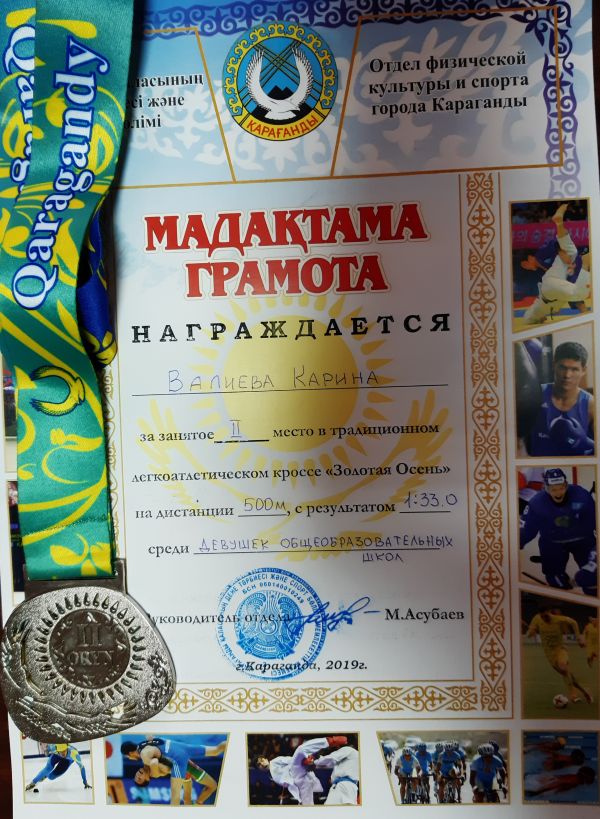 Отдел физической
культуры и спорта
города Караганды
ҚАРАҒАНДЫ
Qaragandy
МАДАҚТАМА
ГРАМОТА
НАГРАЖДАЕТСЯ
ВАЛИЕВА КАРИНА
за занятое II место в традиционном
легкоатлетическом кроссе «Золотая Осень»
на дистанции 500м, с результатом 1:33.0
среди ДЕВУШЕК ОБЩЕОБРАЗОВАТЕЛЬНЫХ
ШКОЛ
руководитель отдела М.Асубаев
г.Караганда, 2019г.
II
ОРЫН